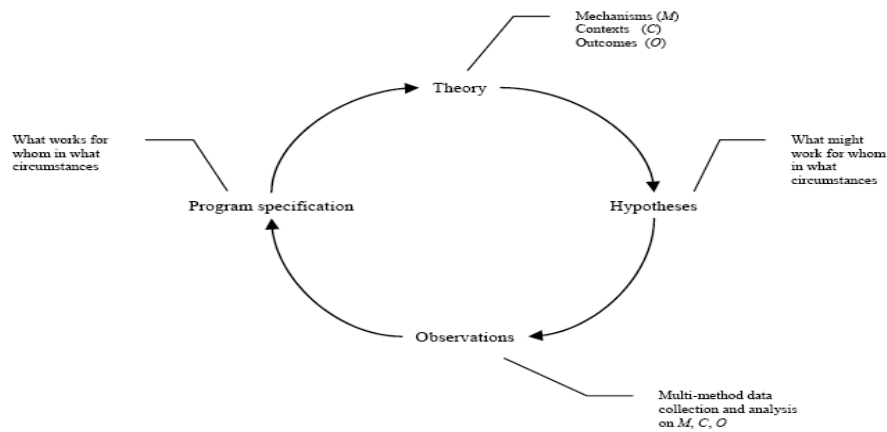 Mechanisms (M)
Contexts (C)
Outcomes (O)
Theory
What works for
whom in what
circumstances
What might
work for whom
in what
circumstances
Program specification
Hypotheses
Observations
Multi-method data
collection and analysis
on M, C, O